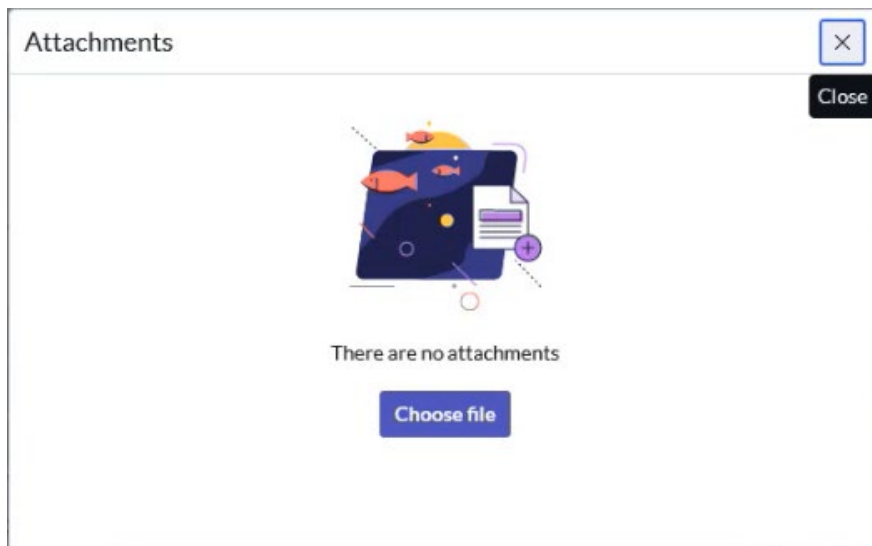 Attachments
Close
There are no attachments
Choose file